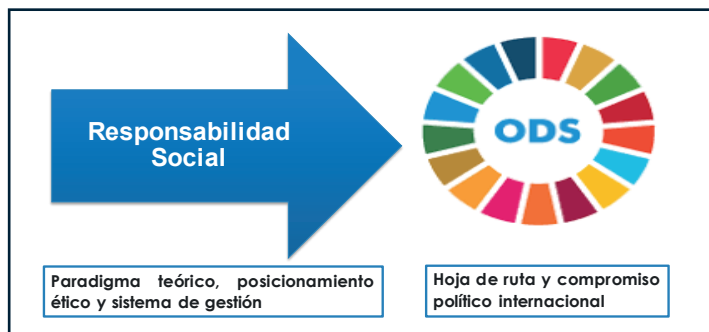 Responsabilidad
Social
ODS
Paradigma teórico, posicionamiento
ético y sistema de gestión
Hoja de ruta y compromiso
político internacional